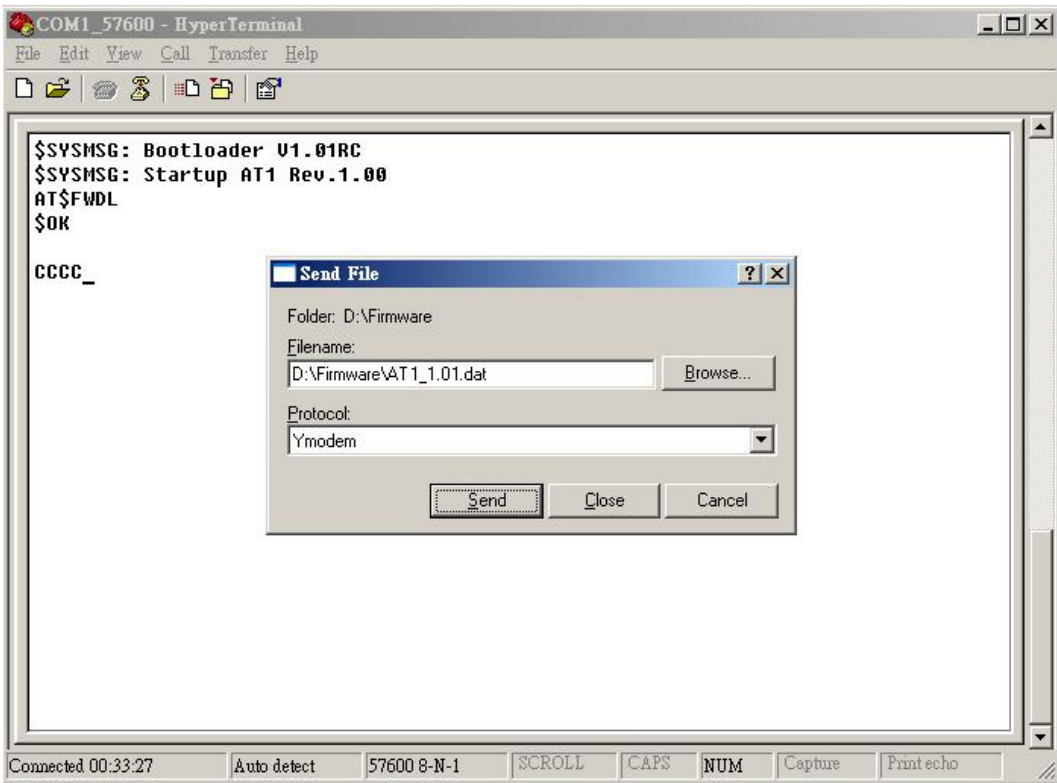 COM1_57600 - HyperTerminal
File Edit View Call Transfer Help
$SYSMSG: Bootloader V1.01RC
$SYSMSG: Startup AT1 Rev.1.00
AT$FWDL
$OK
CCCC_
Send File
Folder: D:\Firmware
Filename:
D:\Firmware\AT1_1.01.dat
Browse...
Protocol:
Ymodem
Send Close Cancel
Connected 00:33:27 Auto detect 57600 8-N-1 SCROLL CAPS NUM Capture Print echo